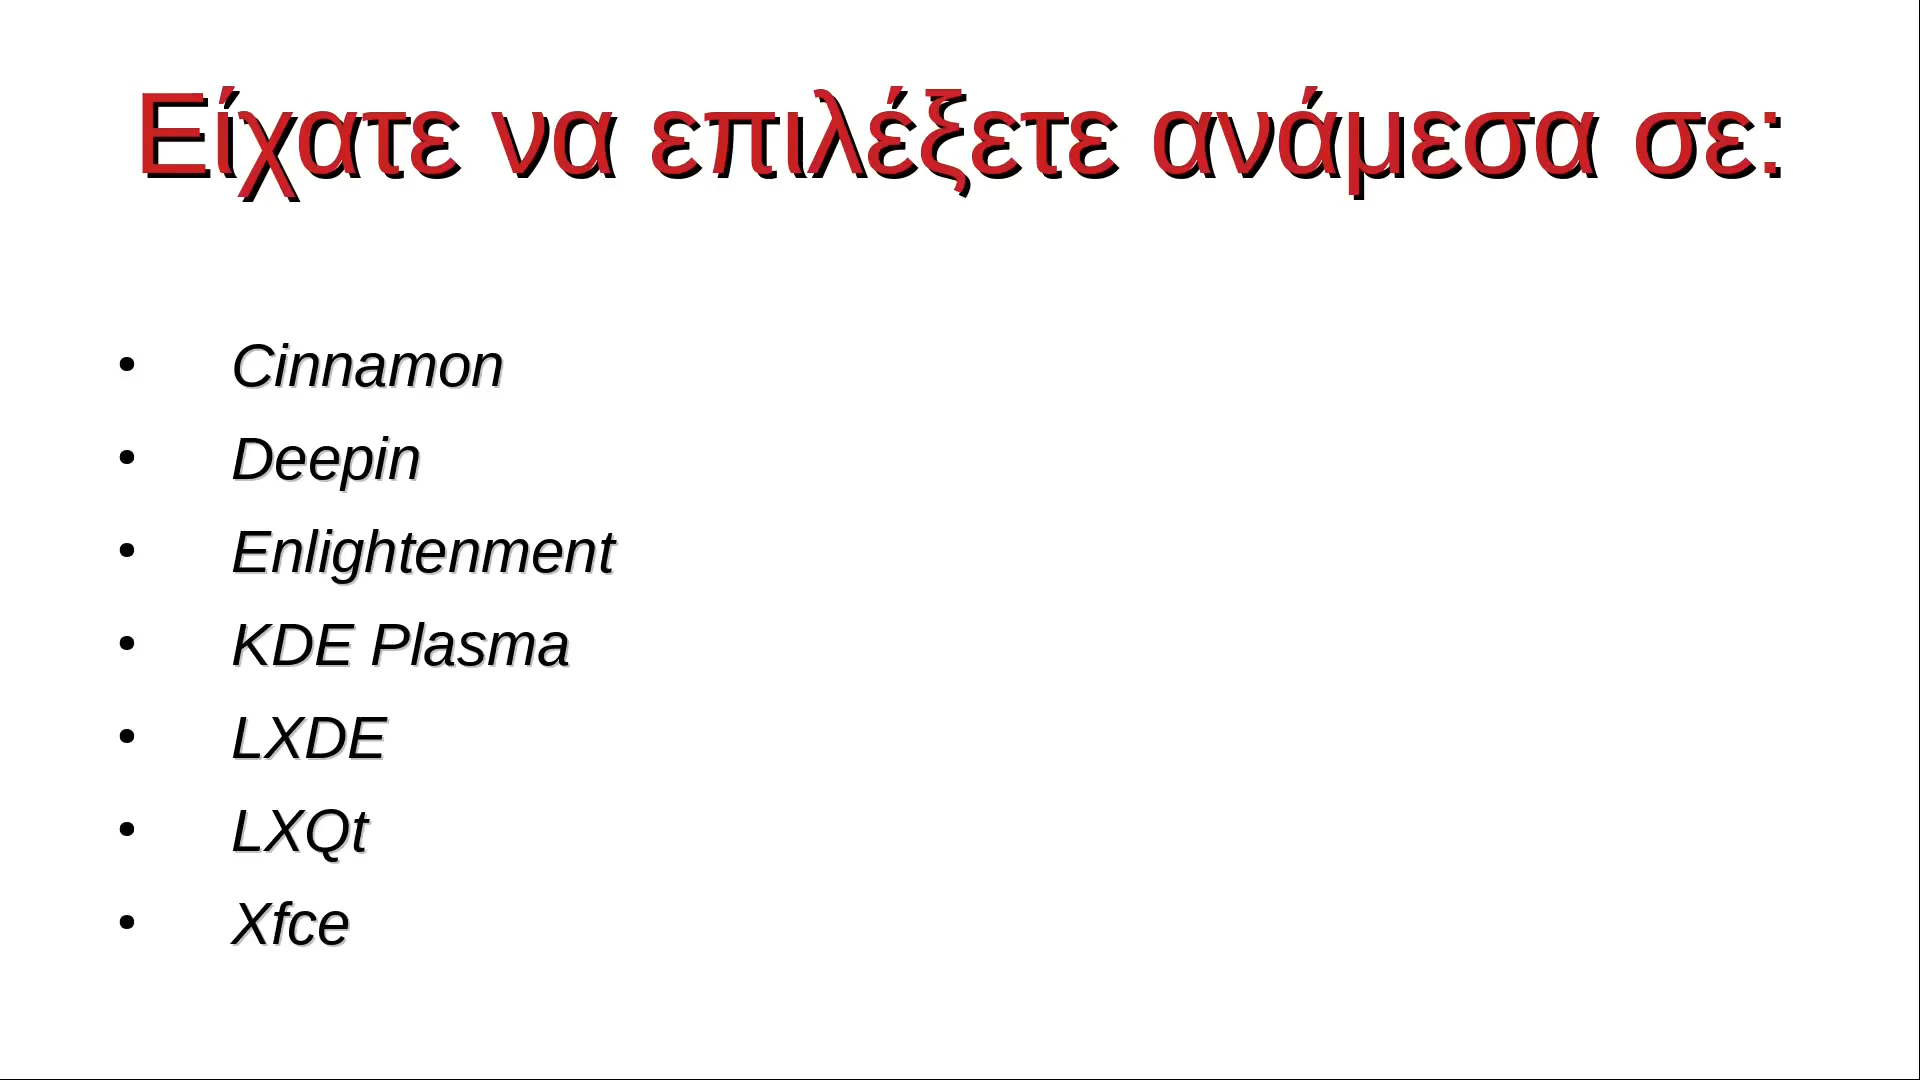 Είχατε να επιλέξετε ανάμεσα σε:
• Cinnamon
• Deepin
• Enlightenment
• KDE Plasma
• LXDE
• LXQt
• Xfce